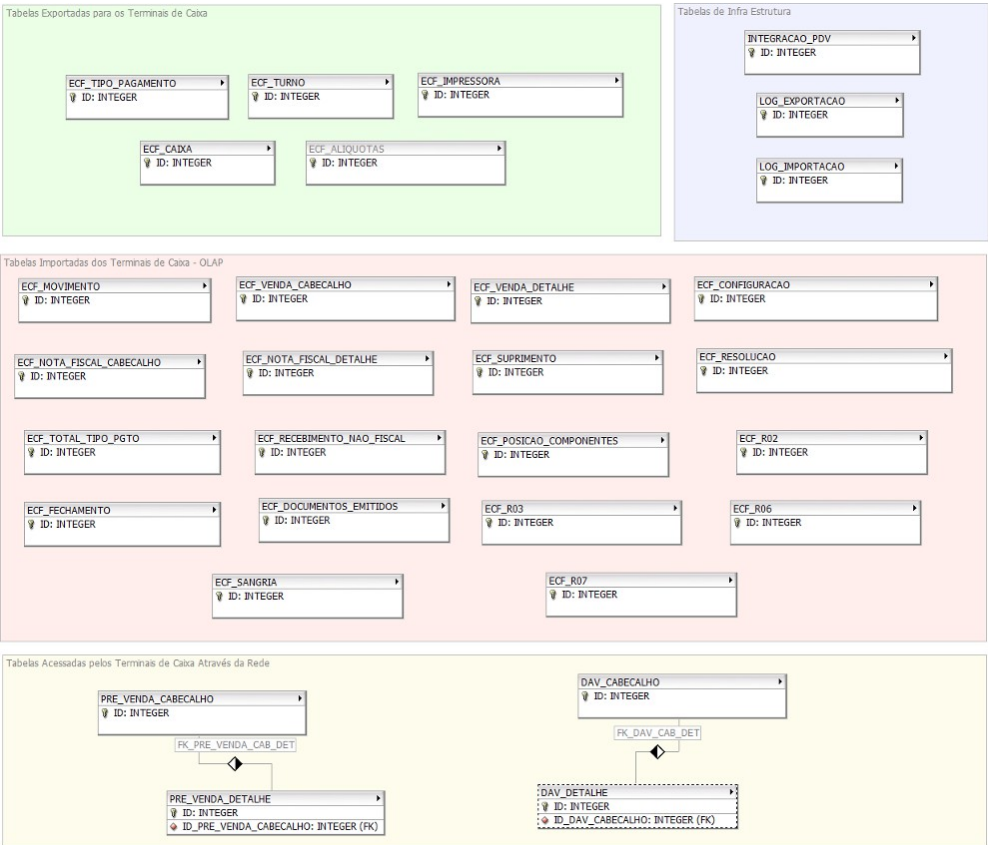 Tabelas Exportadas para os Terminais de Caixa
ECF_TIPO_PAGAMENTO
ID: INTEGER
ECF_TURNO
ID: INTEGER
ECF_IMPRESSORA
ID: INTEGER
ECF_CAIXA
ID: INTEGER
ECF_ALIQUOTAS
ID: INTEGER
Tabelas de Infra Estrutura
INTEGRACAO_PDV
ID: INTEGER
LOG_EXPORTACAO
ID: INTEGER
LOG_IMPORTACAO
ID: INTEGER
Tabelas Importadas dos Terminais de Caixa - OLAP
ECF_MOVIMENTO
ID: INTEGER
ECF_VENDA_CABECALHO
ID: INTEGER
ECF_VENDA_DETALHE
ID: INTEGER
ECF_CONFIGURACAO
ID: INTEGER
ECF_NOTA_FISCAL_CABECALHO
ID: INTEGER
ECF_NOTA_FISCAL_DETALHE
ID: INTEGER
ECF_SUPRIMENTO
ID: INTEGER
ECF_RESOLUCAO
ID: INTEGER
ECF_TOTAL_TIPO_PGTO
ID: INTEGER
ECF_RECEBIMENTO_NAO_FISCAL
ID: INTEGER
ECF_POSICAO_COMPONENTES
ID: INTEGER
ECF_R02
ID: INTEGER
ECF_FECHAMENTO
ID: INTEGER
ECF_DOCUMENTOS_EMITIDOS
ID: INTEGER
ECF_R03
ID: INTEGER
ECF_R06
ID: INTEGER
ECF_SANGRIA
ID: INTEGER
ECF_R07
ID: INTEGER
Tabelas Acessadas pelos Terminais de Caixa Através da Rede
PRE_VENDA_CABECALHO
ID: INTEGER
FK_PRE_VENDA_CAB_DET
PRE_VENDA_DETALHE
ID: INTEGER
ID_PRE_VENDA_CABECALHO: INTEGER (FK)
DAV_CABECALHO
ID: INTEGER
FK_DAV_CAB_DET
DAV_DETALHE
ID: INTEGER
ID_DAV_CABECALHO: INTEGER (FK)